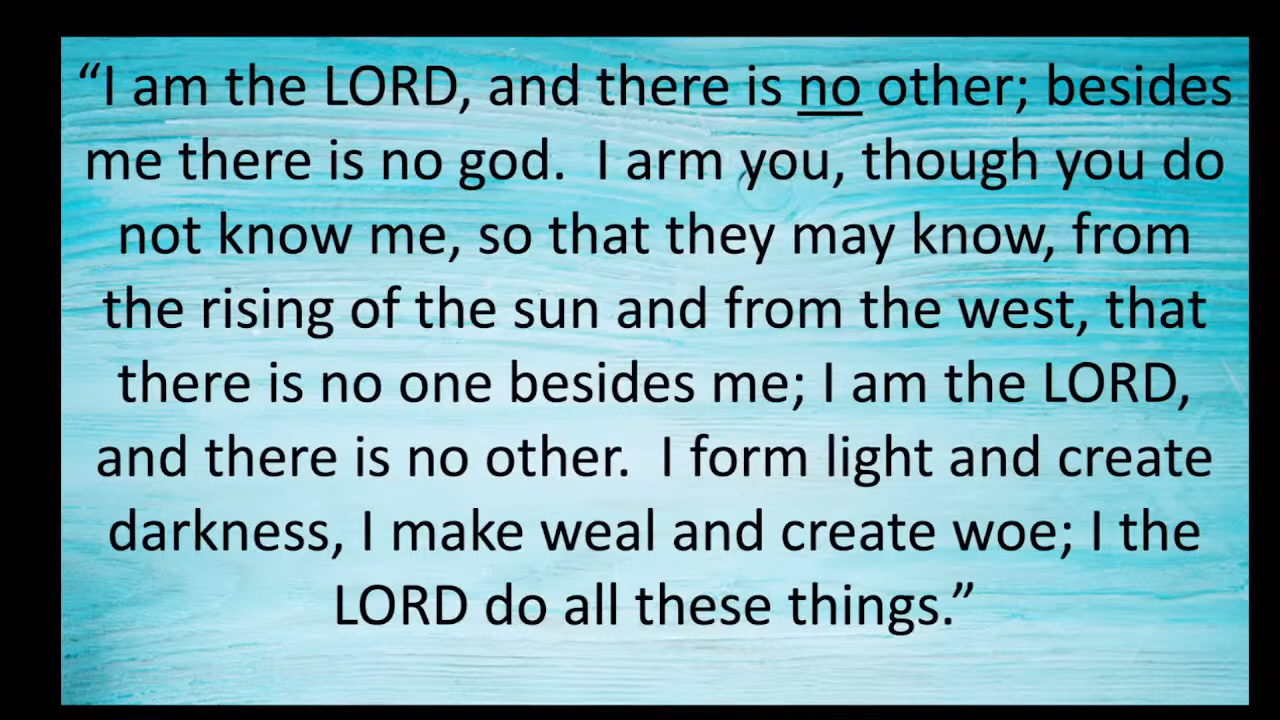 “I am the LORD, and there is no other; besides
me there is no god.  I arm you, though you do
not know me, so that they may know, from
the rising of the sun and from the west, that
there is no one besides me; I am the LORD,
and there is no other.  I form light and create
darkness, I make weal and create woe; I the
LORD do all these things.”